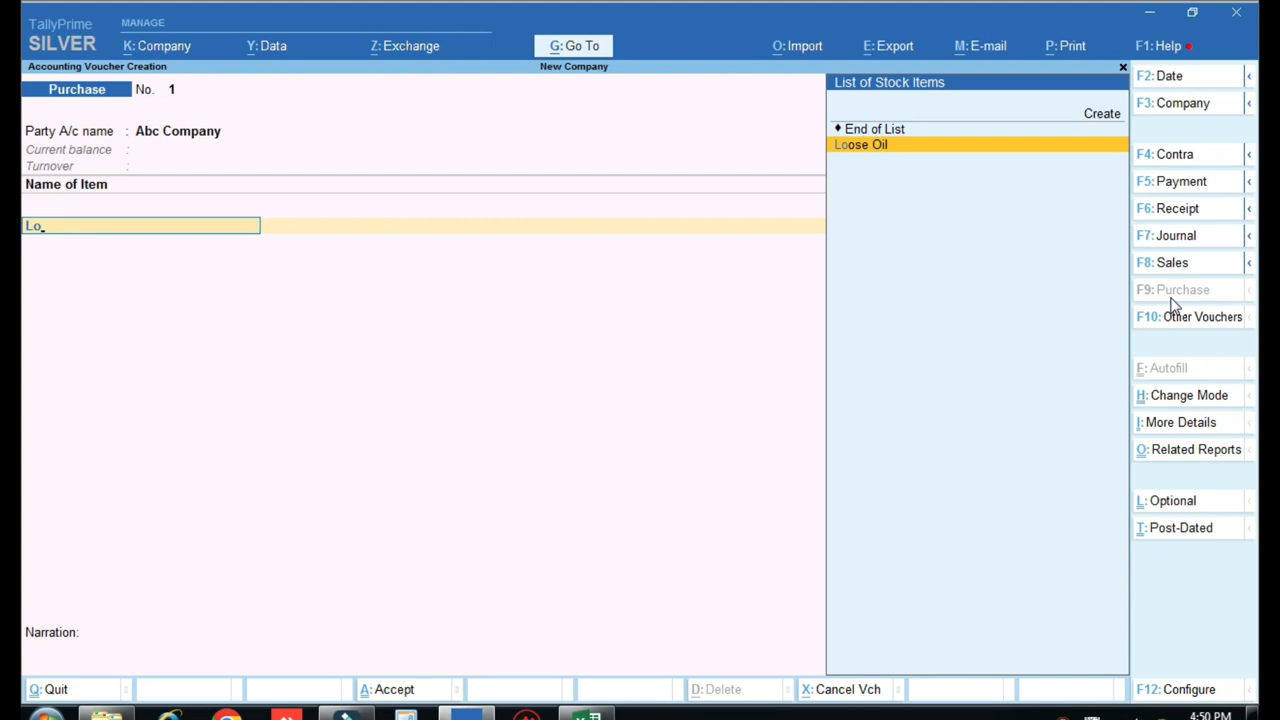 TallyPrime
MANAGE
SILVER
K: Company
Y: Data
Z: Exchange
G: Go To
O: Import
E: Export
M: E-mail
P: Print
F1: Help
Accounting Voucher Creation
New Company
Purchase No. 1
Party A/c name : Abc Company
Current balance :
Turnover :
Name of Item
Lo
List of Stock Items
Create
♦ End of List
Loose Oil
F2: Date
F3: Company
F4: Contra
F5: Payment
F6: Receipt
F7: Journal
F8: Sales
F9: Purchase
F10: Other Vouchers
E: Autofill
H: Change Mode
I: More Details
O: Related Reports
L: Optional
T: Post-Dated
Narration:
Q: Quit
A: Accept
D: Delete
X: Cancel Vch
F12: Configure
4:50 PM